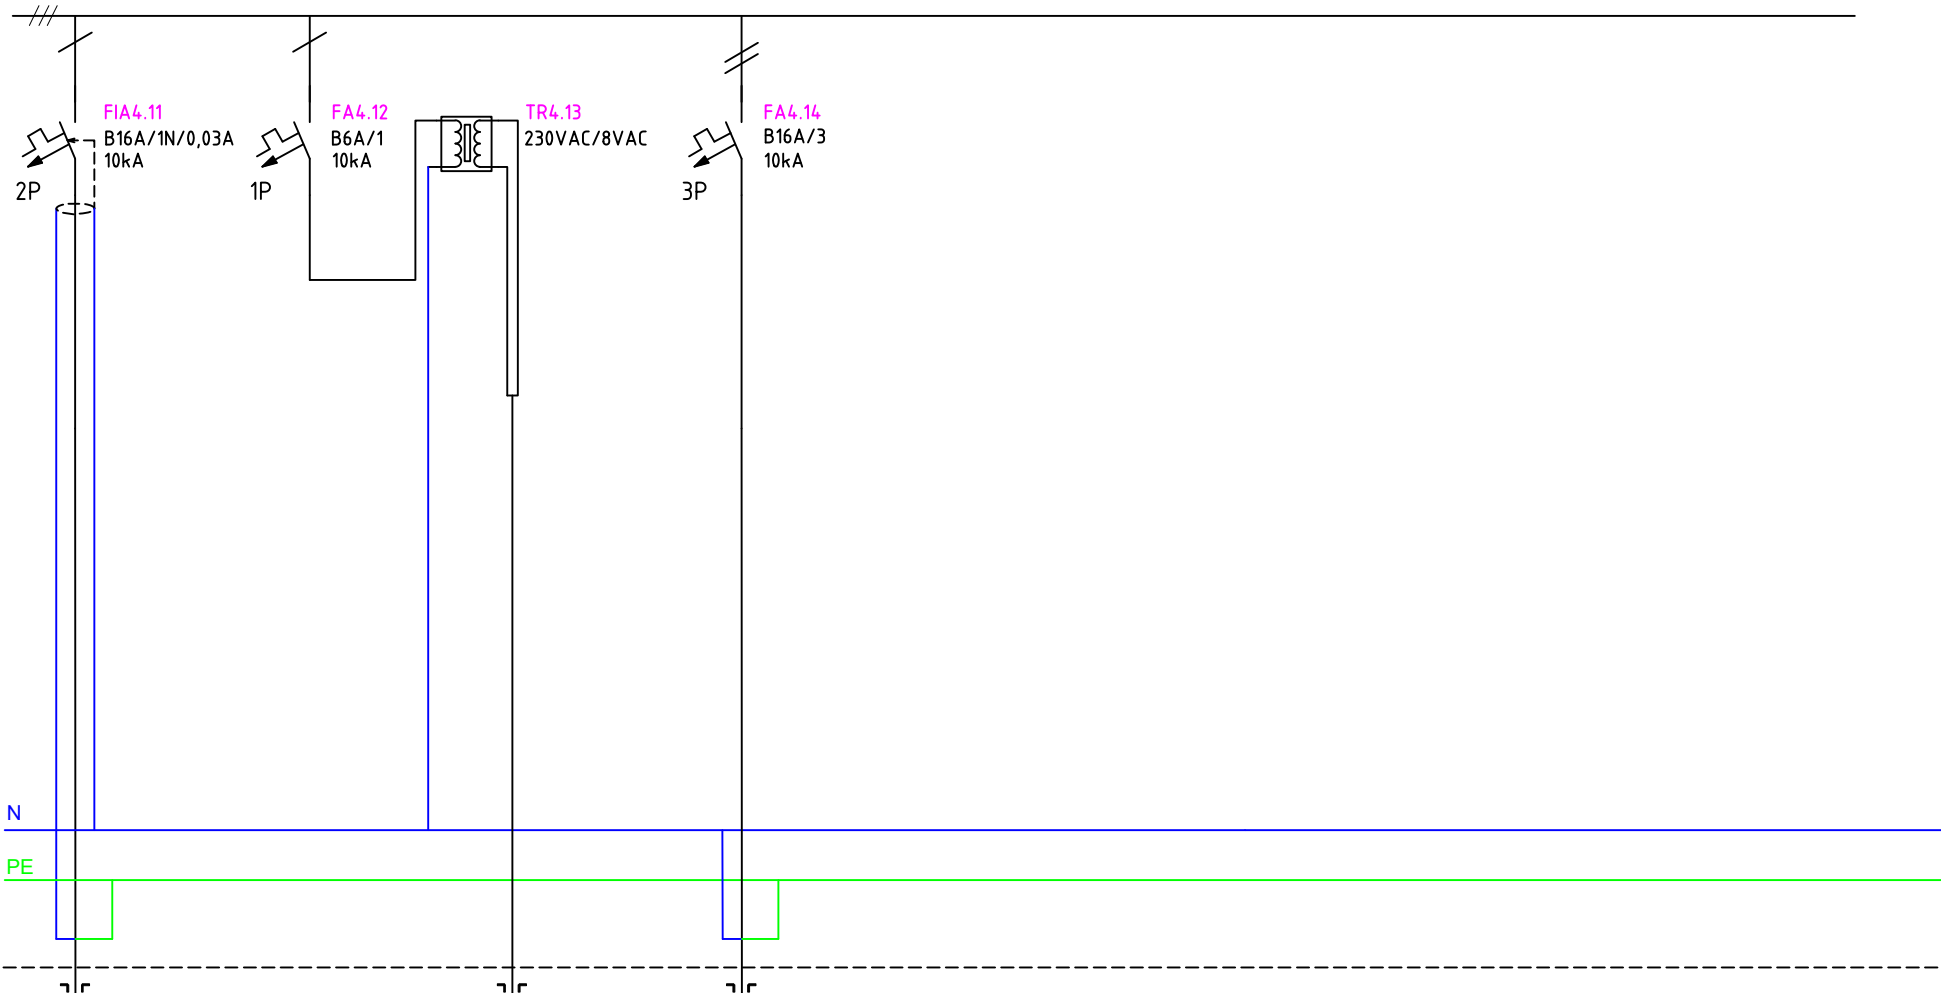 FIA4.11
B16A/1N/0,03A
10kA
2P
FA4.12
B6A/1
10kA
1P
TR4.13
230VAC/8VAC
FA4.14
B16A/3
10kA
3P
N
PE